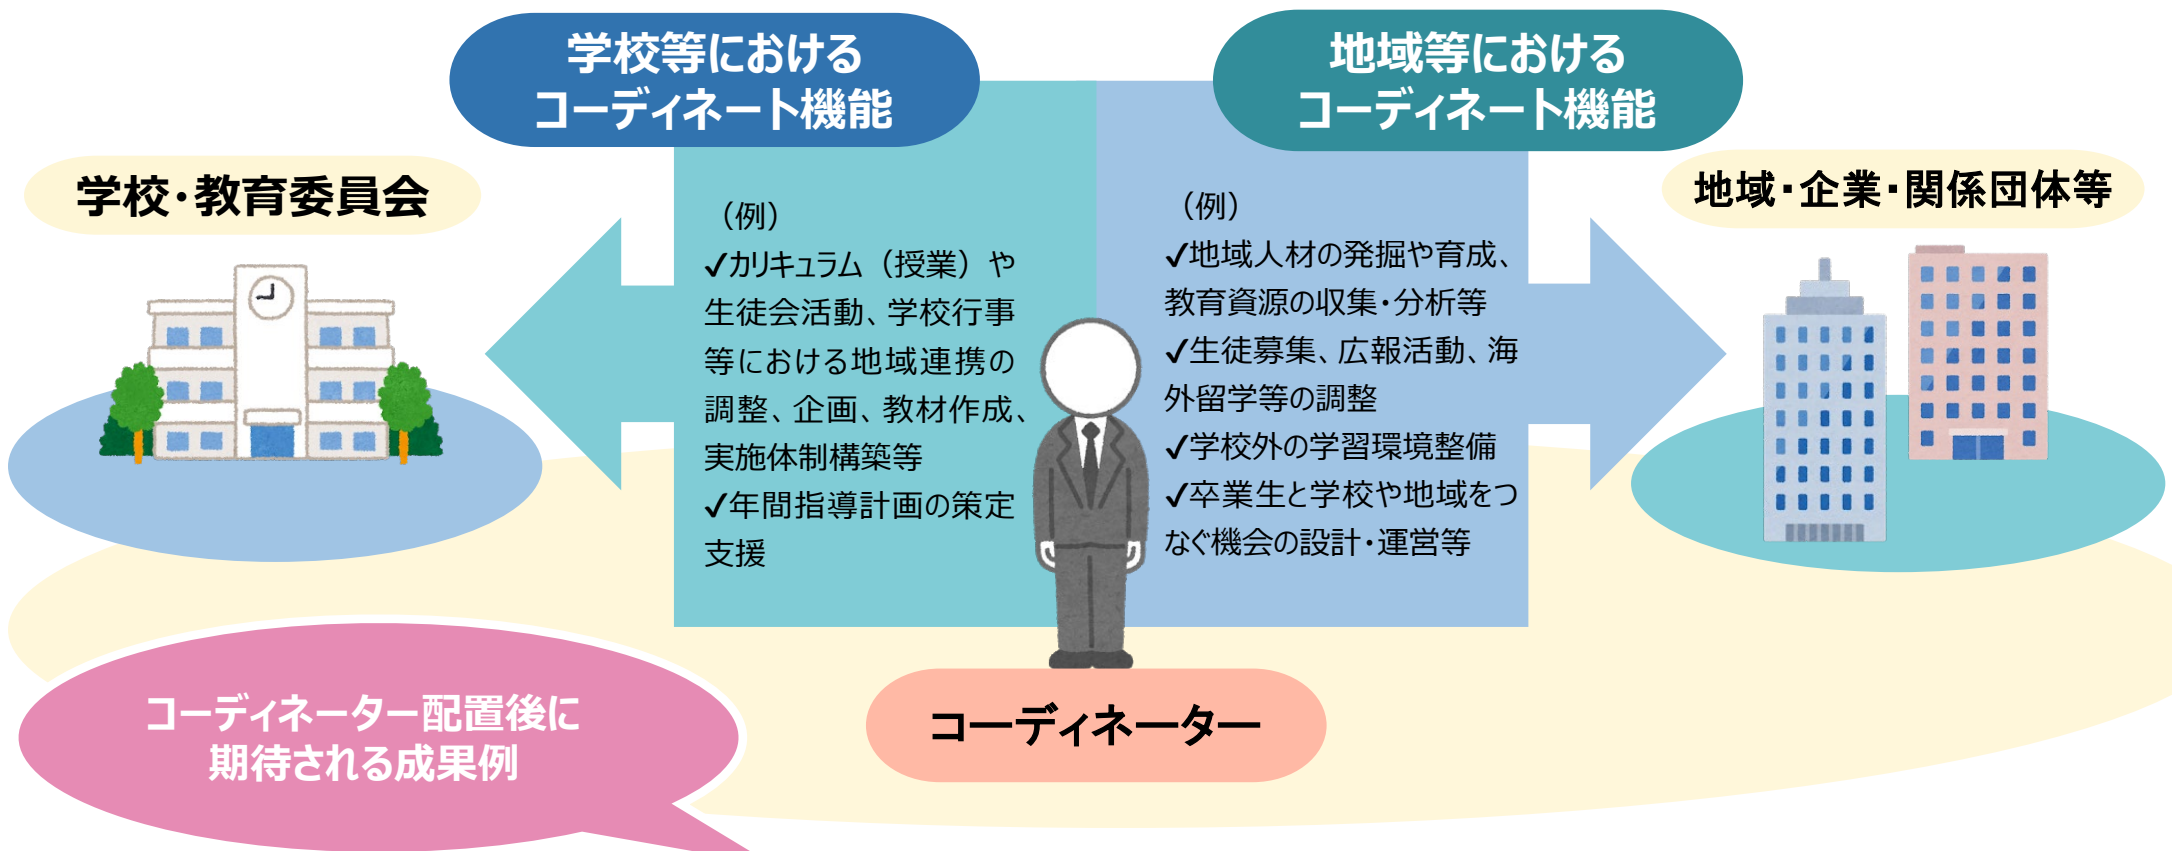 学校等における
コーディネート機能
地域等における
コーディネート機能
学校・教育委員会
地域・企業・関係団体等
（例）
✓カリキュラム（授業）や
生徒会活動、学校行事
等における地域連携の
調整、企画、教材作成、
実施体制構築等
✓年間指導計画の策定
支援
（例）
✓地域人材の発掘や育成、
教育資源の収集・分析等
✓生徒募集、広報活動、海
外留学等の調整
✓学校外の学習環境整備
✓卒業生と学校や地域をつ
なぐ機会の設計・運営等
コーディネーター
コーディネーター配置後に
期待される成果例